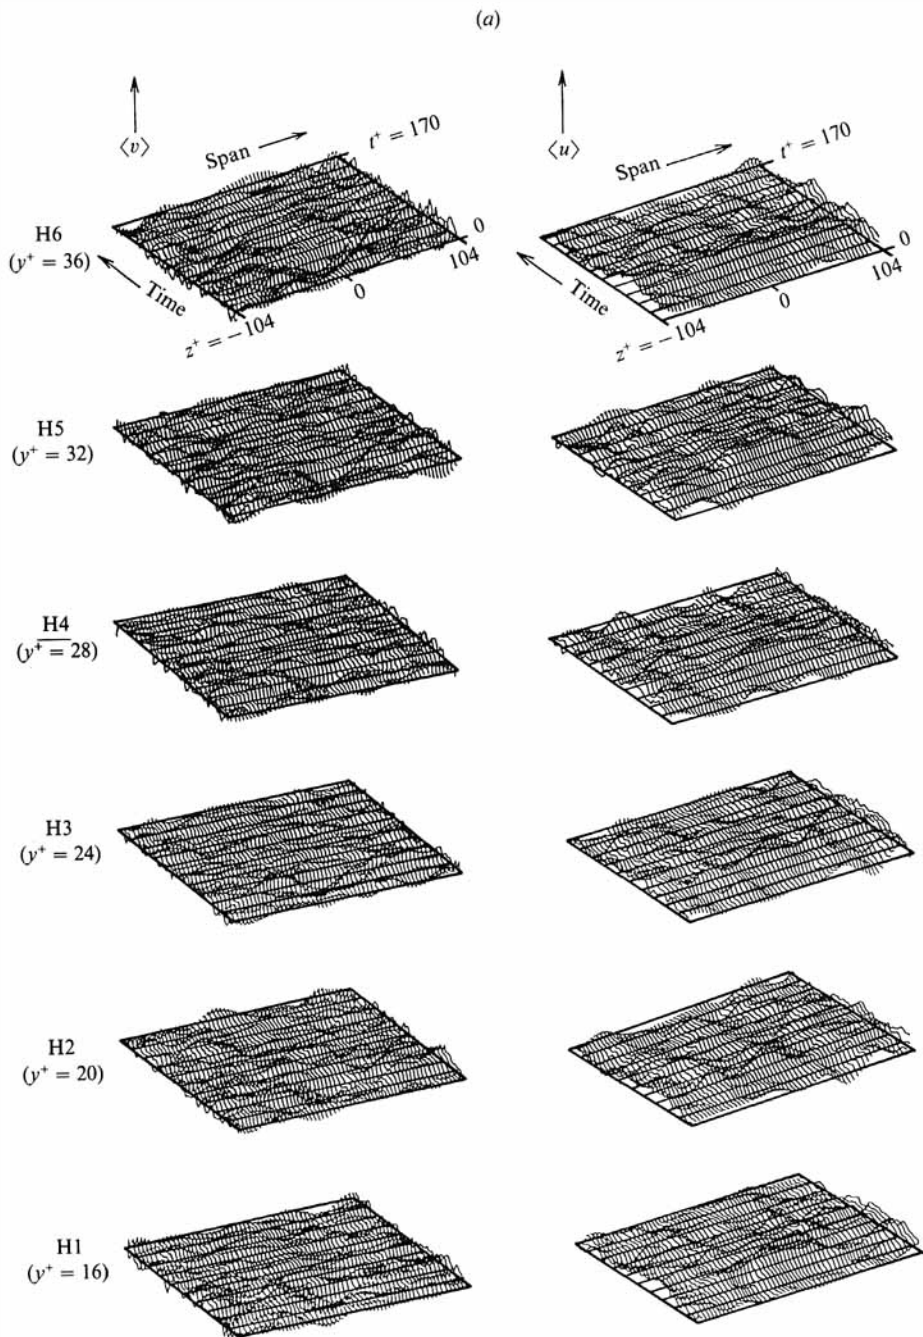 (a)
⟨v⟩
Span
t⁺ = 170
H6
(y⁺ = 36)
Time
z⁺ = −104
0
104
0
⟨u⟩
Span
t⁺ = 170
Time
z⁺ = −104
0
104
0
H5
(y⁺ = 32)
H4
(y⁺ = 28)
H3
(y⁺ = 24)
H2
(y⁺ = 20)
H1
(y⁺ = 16)